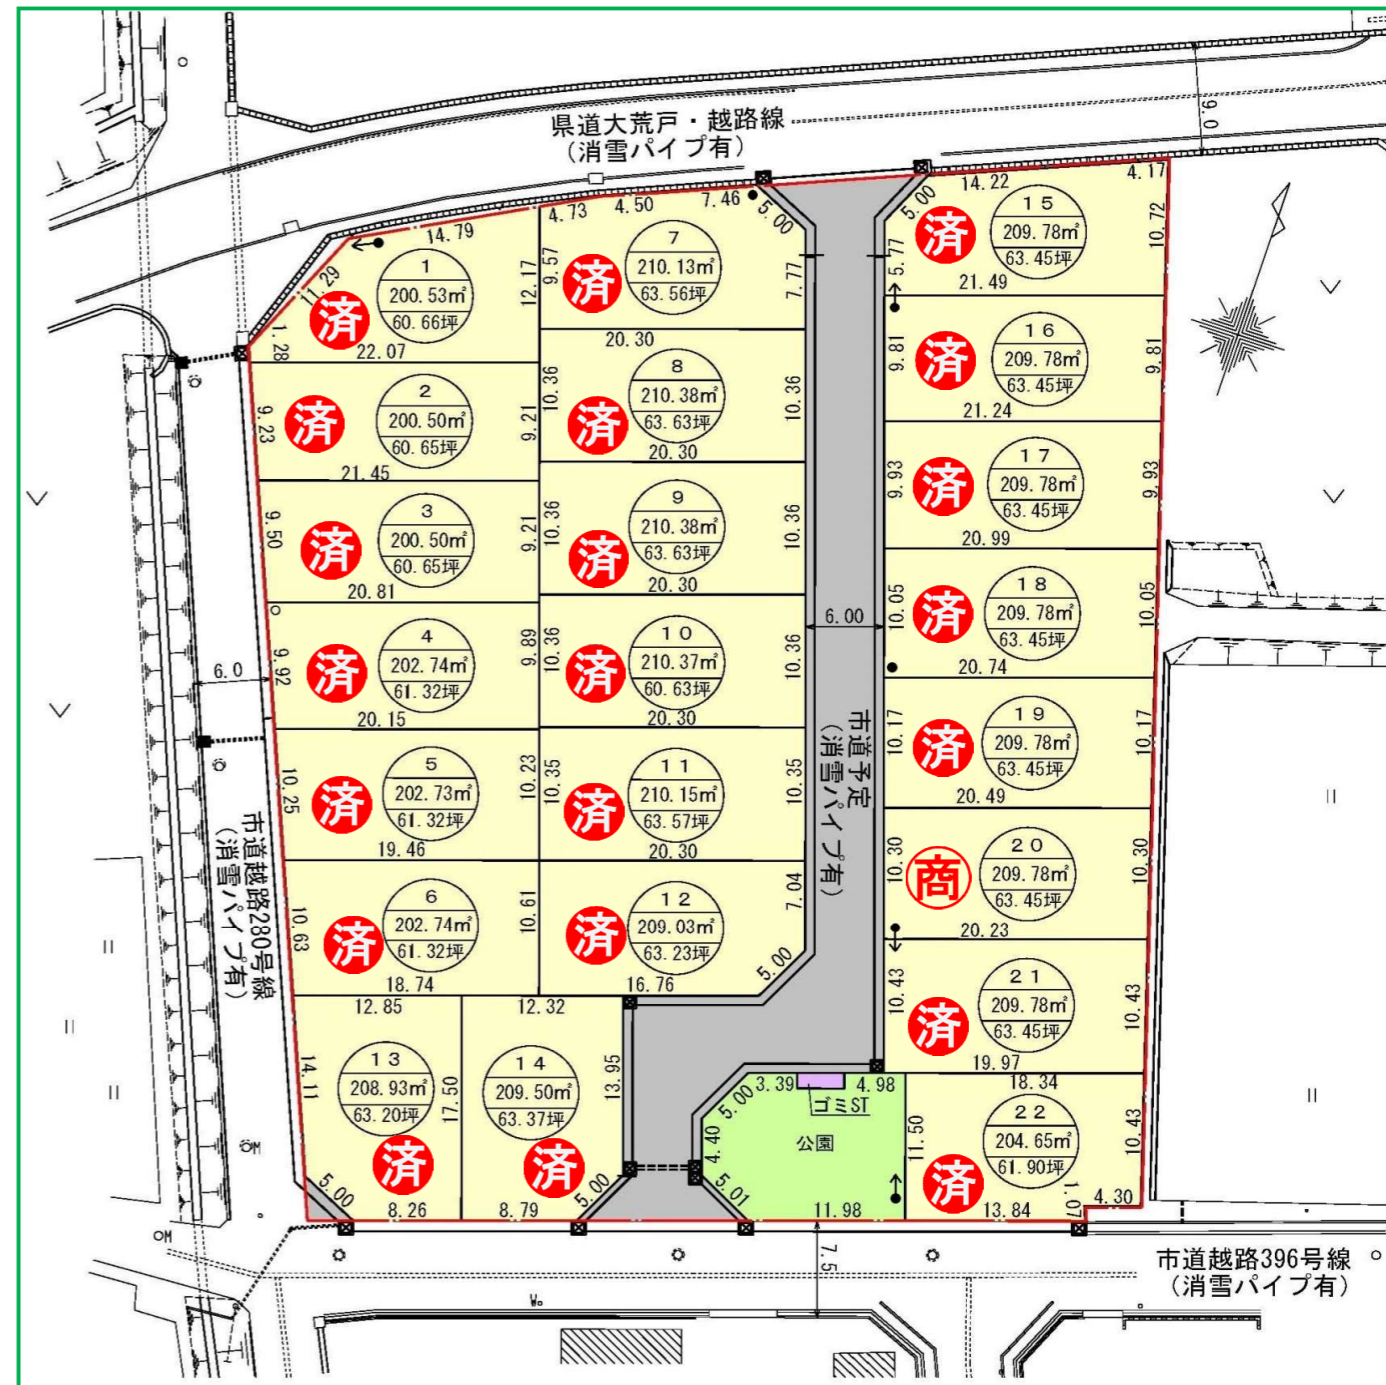 県道大荒戸・越路線
(消雪パイプ有)
9.0
14.79
11.29
1.28
1
200.53㎡
60.66坪
済
12.17
22.07
4.73
4.50
7.46
5.00
9.57
7
210.13㎡
63.56坪
済
7.77
20.30
5.00
14.22
4.17
15
209.78㎡
63.45坪
済
5.77
10.72
21.49
9.23
2
200.50㎡
60.65坪
済
9.21
21.45
10.36
8
210.38㎡
63.63坪
済
10.36
20.30
9.81
16
209.78㎡
63.45坪
済
9.81
21.24
9.50
3
200.50㎡
60.65坪
済
9.21
20.81
10.36
9
210.38㎡
63.63坪
済
10.36
20.30
9.93
17
209.78㎡
63.45坪
済
9.93
20.99
6.0
9.92
4
202.74㎡
61.32坪
済
9.89
20.15
10.36
10
210.37㎡
60.63坪
済
10.36
20.30
6.00
10.05
18
209.78㎡
63.45坪
済
10.05
20.74
10.25
5
202.73㎡
61.32坪
済
10.23
19.46
10.35
11
210.15㎡
63.57坪
済
10.35
20.30
市道予定
(消雪パイプ有)
10.17
19
209.78㎡
63.45坪
済
10.17
20.49
市道越路280号線
(消雪パイプ有)
10.63
6
202.74㎡
61.32坪
済
10.61
18.74
12
209.03㎡
63.23坪
済
7.04
5.00
16.76
10.30
20
209.78㎡
63.45坪
商
10.30
20.23
10.43
21
209.78㎡
63.45坪
済
10.43
19.97
12.85
14.11
13
208.93㎡
63.20坪
済
17.50
5.00
8.26
12.32
14
209.50㎡
63.37坪
済
13.95
5.00
8.79
3.39
4.98
ゴミST
5.00
4.40
公園
5.01
11.98
11.50
18.34
22
204.65㎡
61.90坪
済
10.43
1.07
4.30
13.84
7.5
市道越路396号線
(消雪パイプ有)